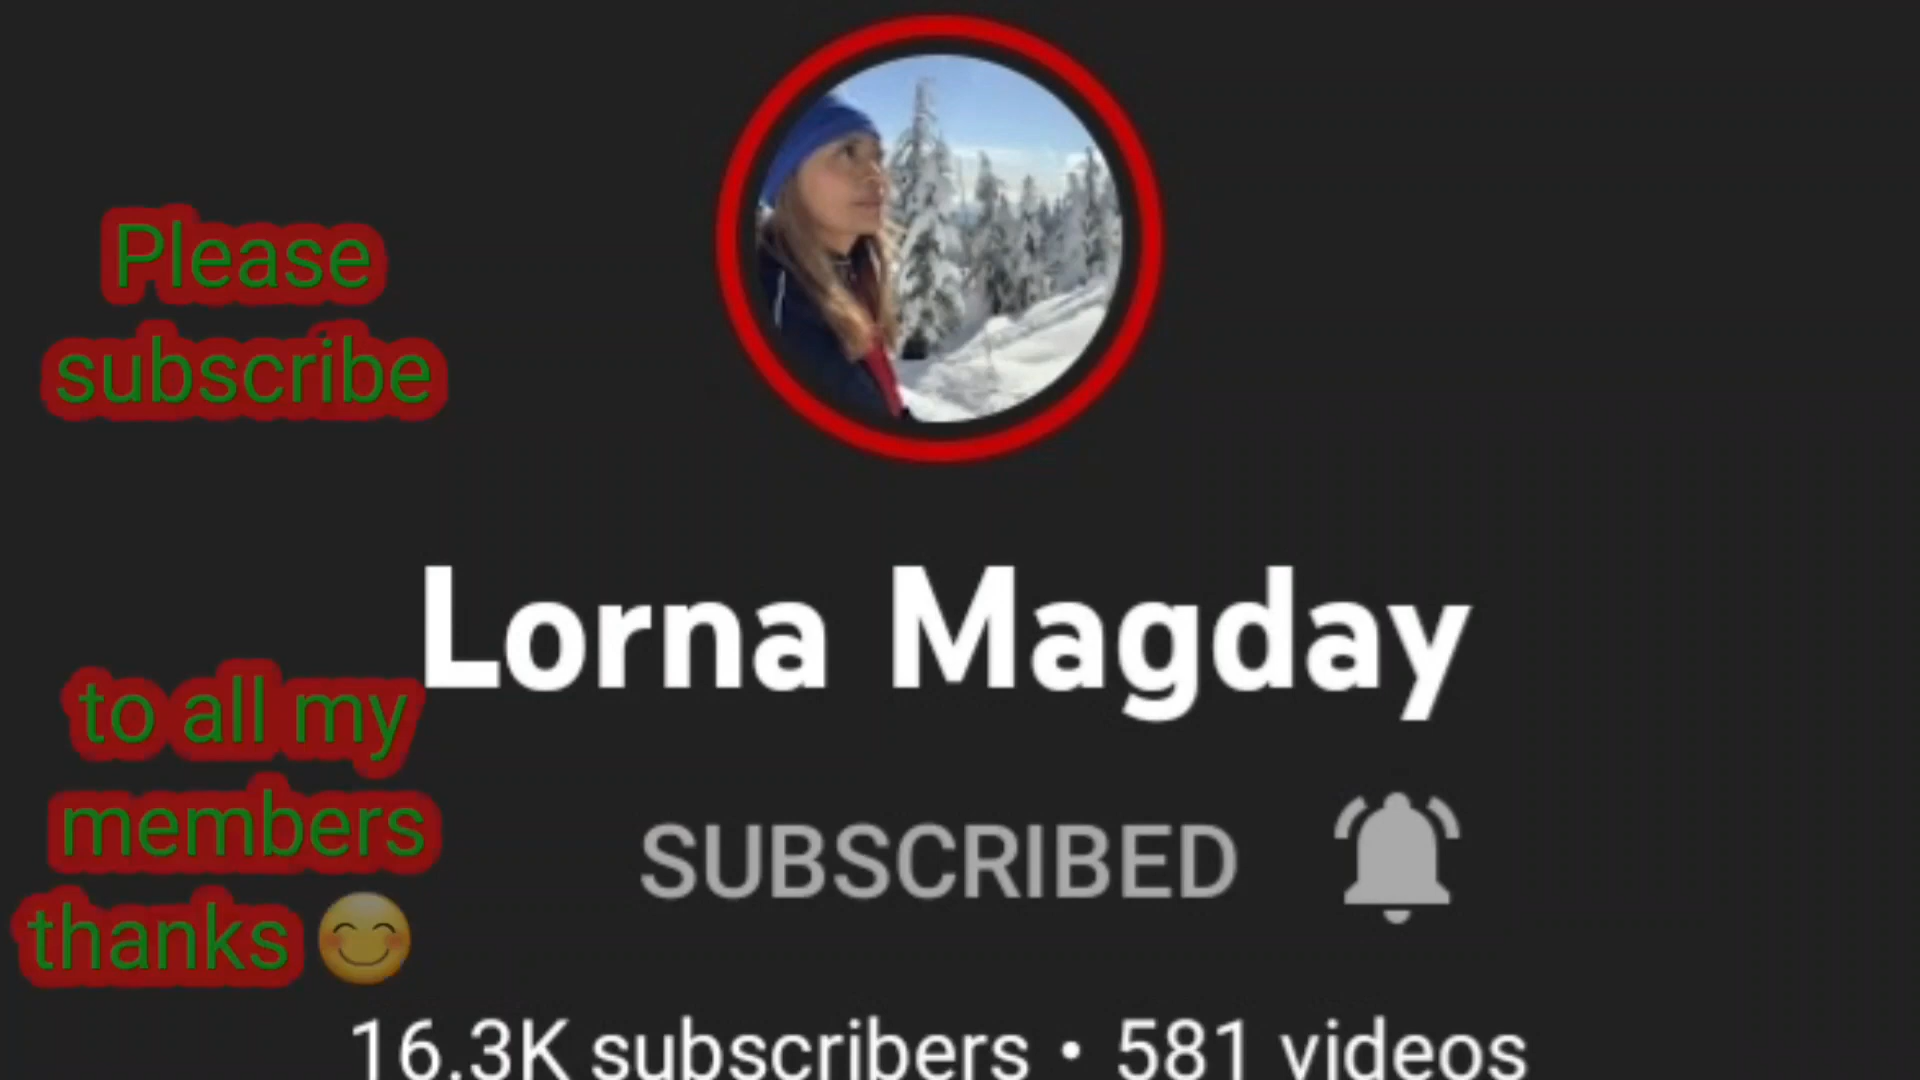 Please
subscribe
Lorna Magday
to all my
members
thanks 😊
SUBSCRIBED
16.3K subscribers • 581 videos